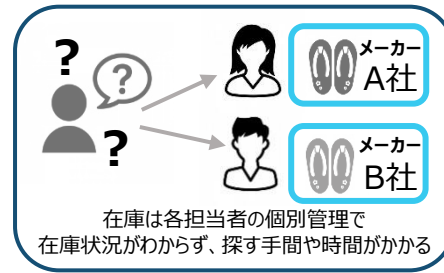 ?
?
?
メーカー
A社
メーカー
B社
在庫は各担当者の個別管理で
在庫状況がわからず、探す手間や時間がかかる